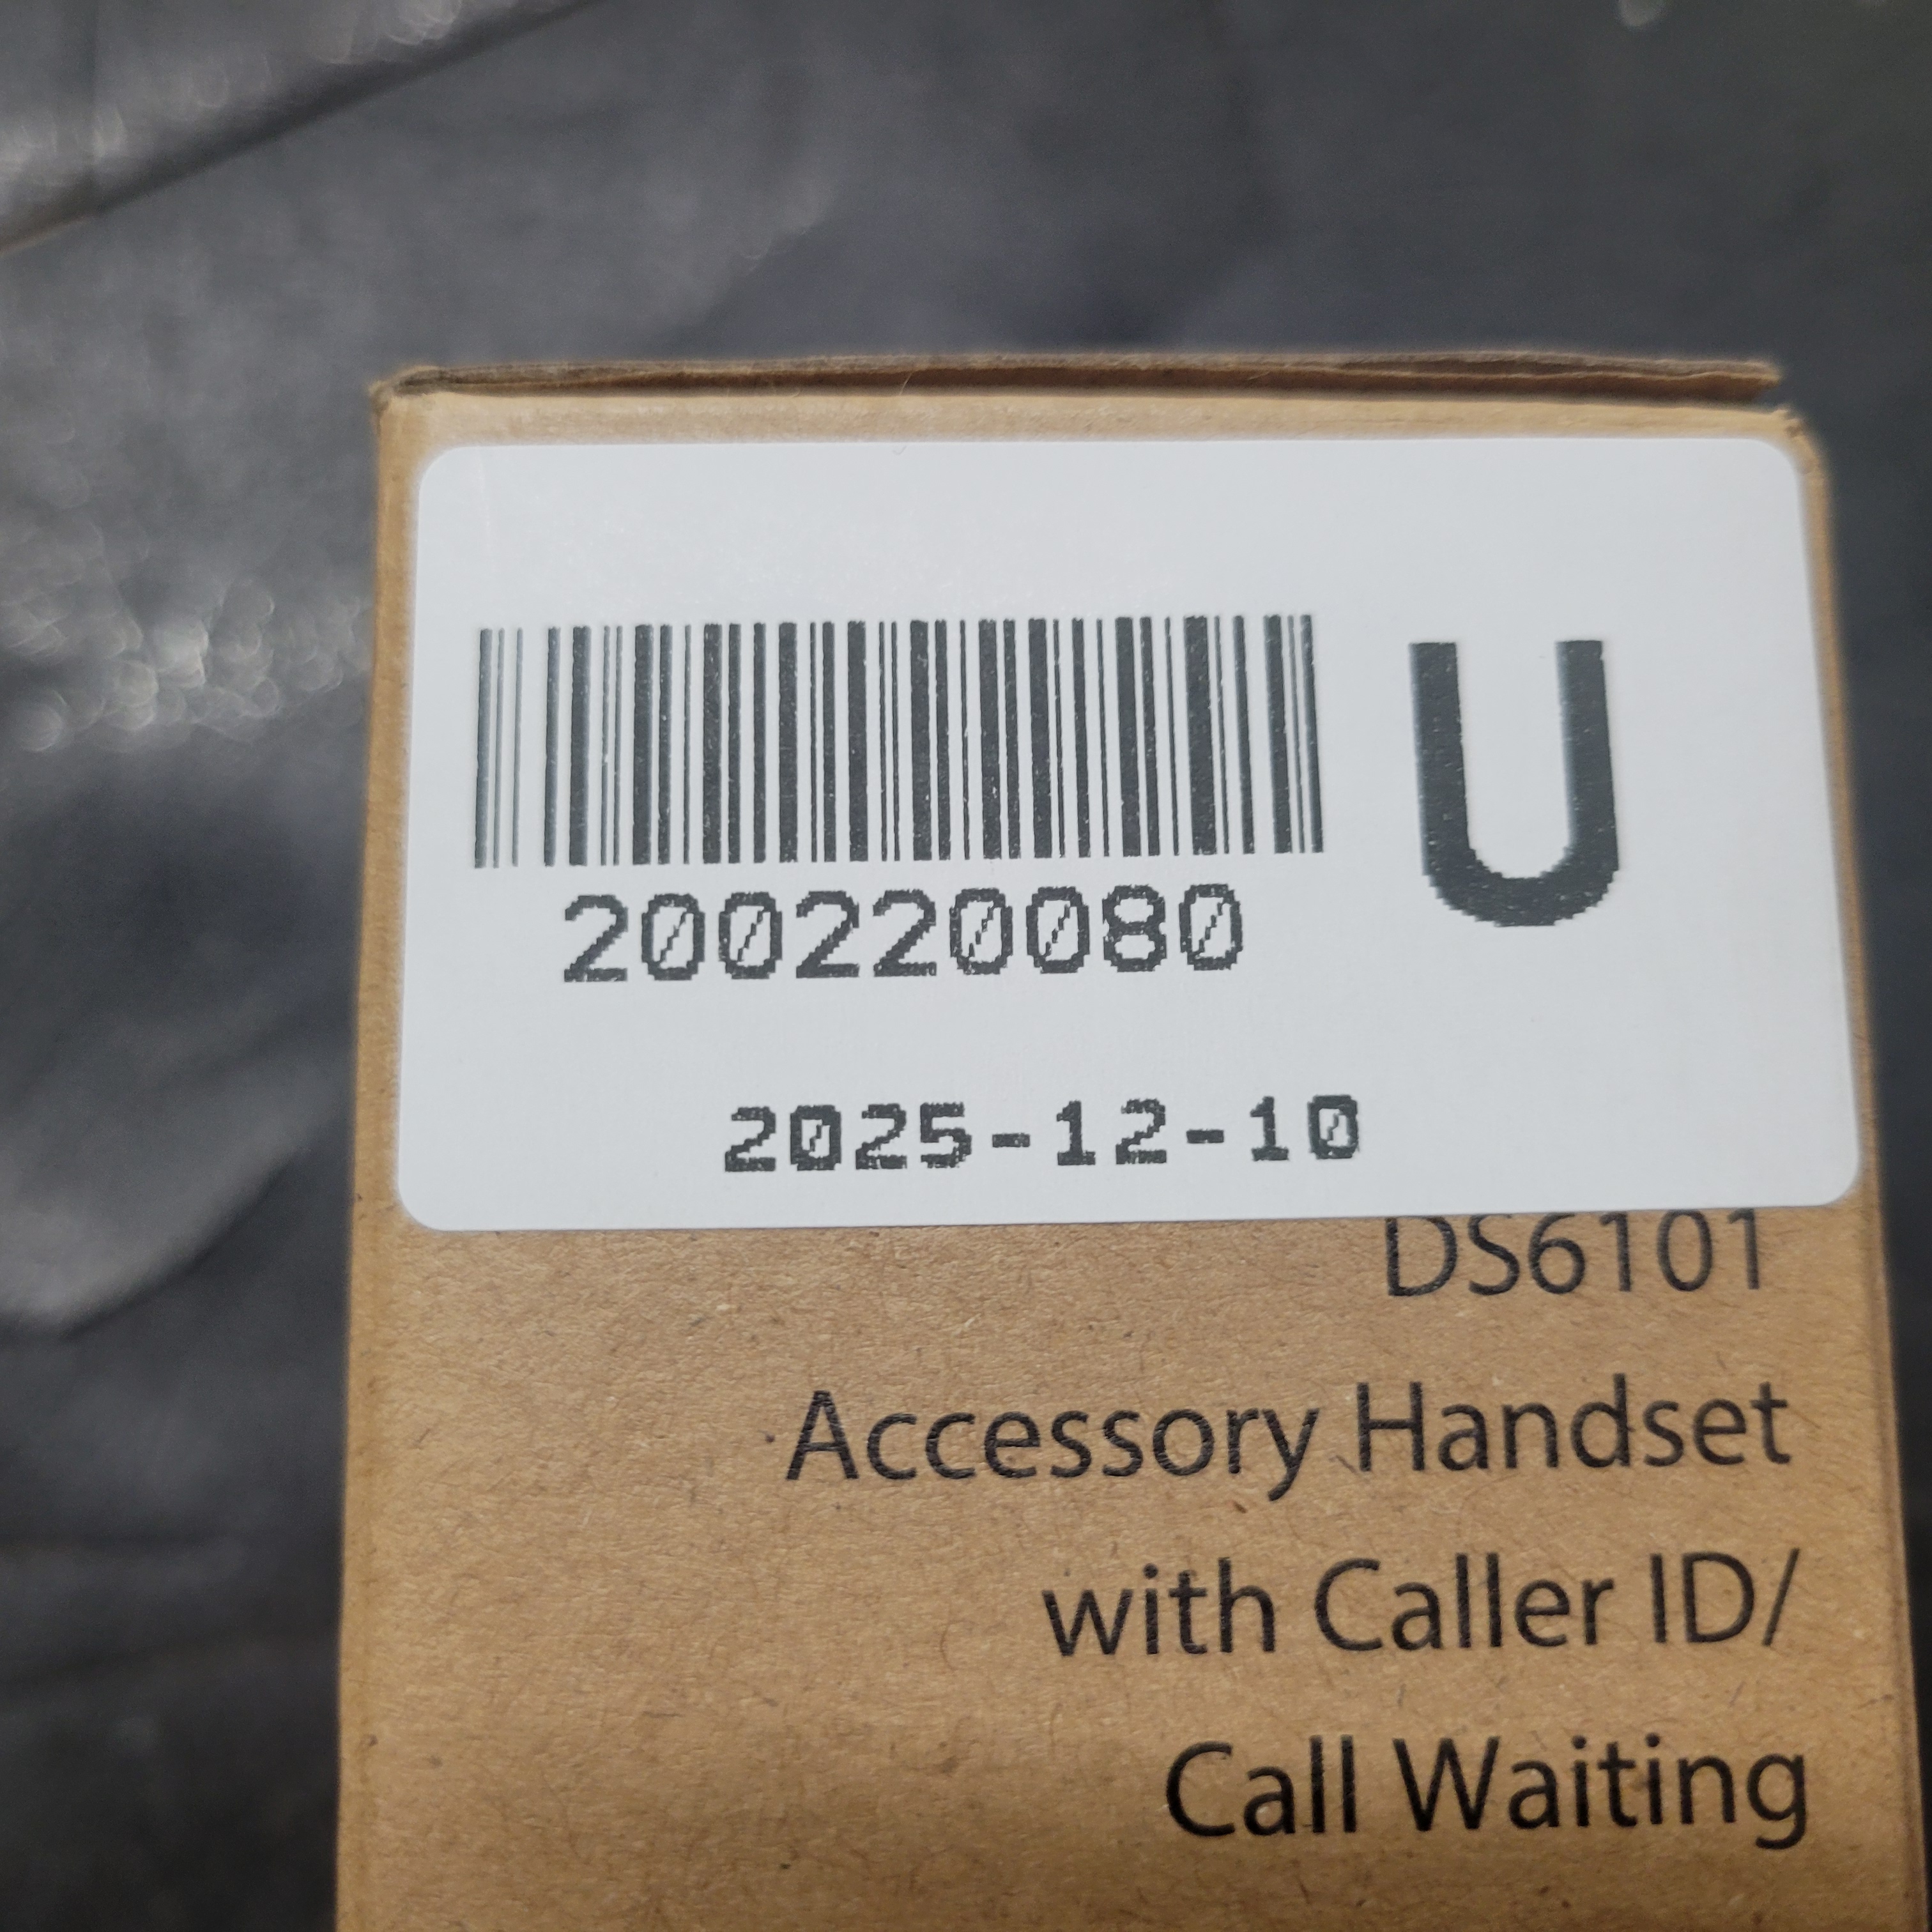 U
200220080
2025-12-10
DS6101
Accessory Handset
with Caller ID/
Call Waiting